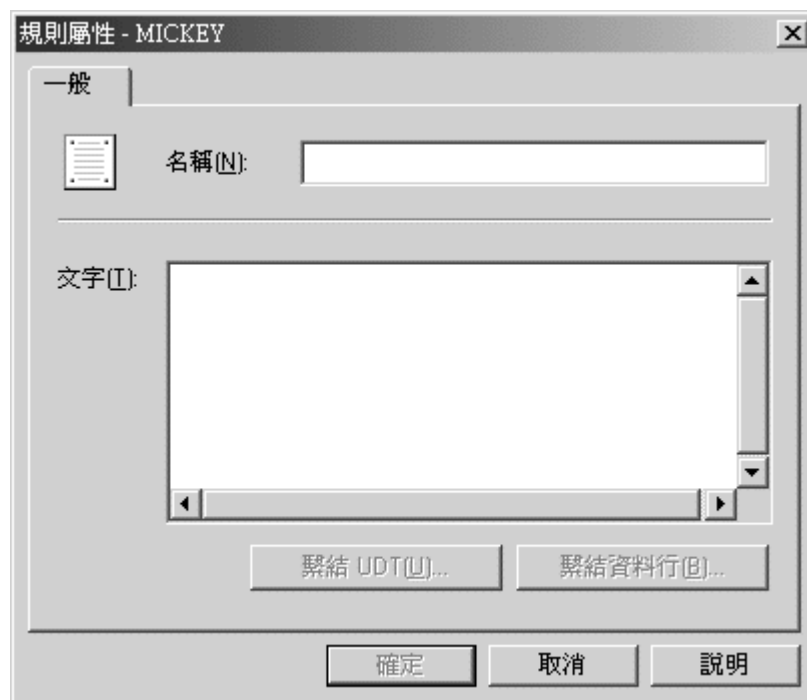 規則屬性 - MICKEY
一般
名稱(N):
文字(T):
繫結 UDT(U)...
繫結資料行(B)...
確定
取消
說明